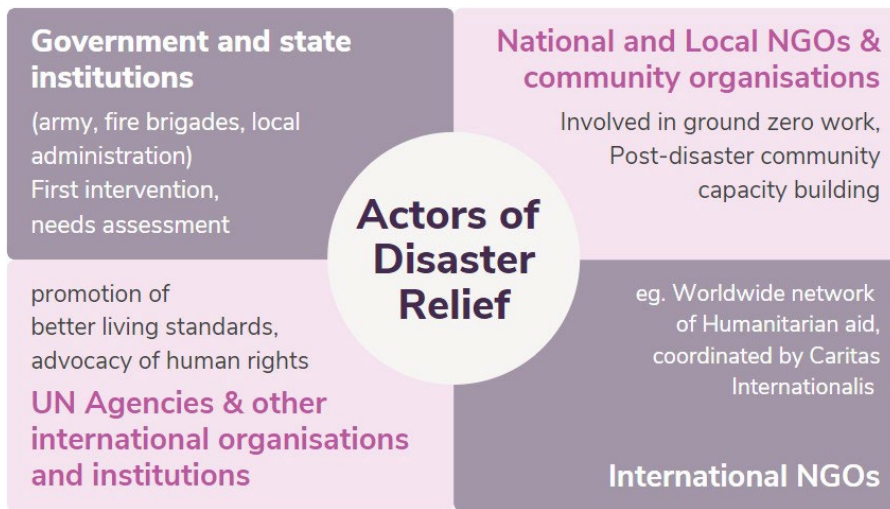 Government and state
institutions
(army, fire brigades, local
administration)
First intervention,
needs assessment
National and Local NGOs &
community organisations
Involved in ground zero work,
Post-disaster community
capacity building
Actors of
Disaster
Relief
promotion of
better living standards,
advocacy of human rights
UN Agencies & other
international organisations
and institutions
eg. Worldwide network
of Humanitarian aid,
coordinated by Caritas
Internationalis
International NGOs